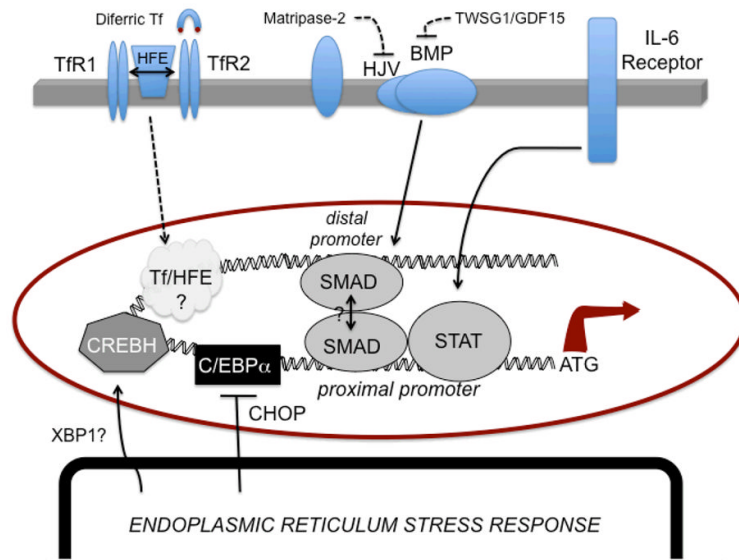 Diferric Tf
Matripase-2
TWSG1/GDF15
TfR1
HFE
TfR2
HJV
BMP
IL-6
Receptor
distal
promoter
Tf/HFE
?
SMAD
?
CREBH
C/EBPα
SMAD
STAT
ATG
proximal promoter
CHOP
XBP1?
ENDOPLASMIC RETICULUM STRESS RESPONSE